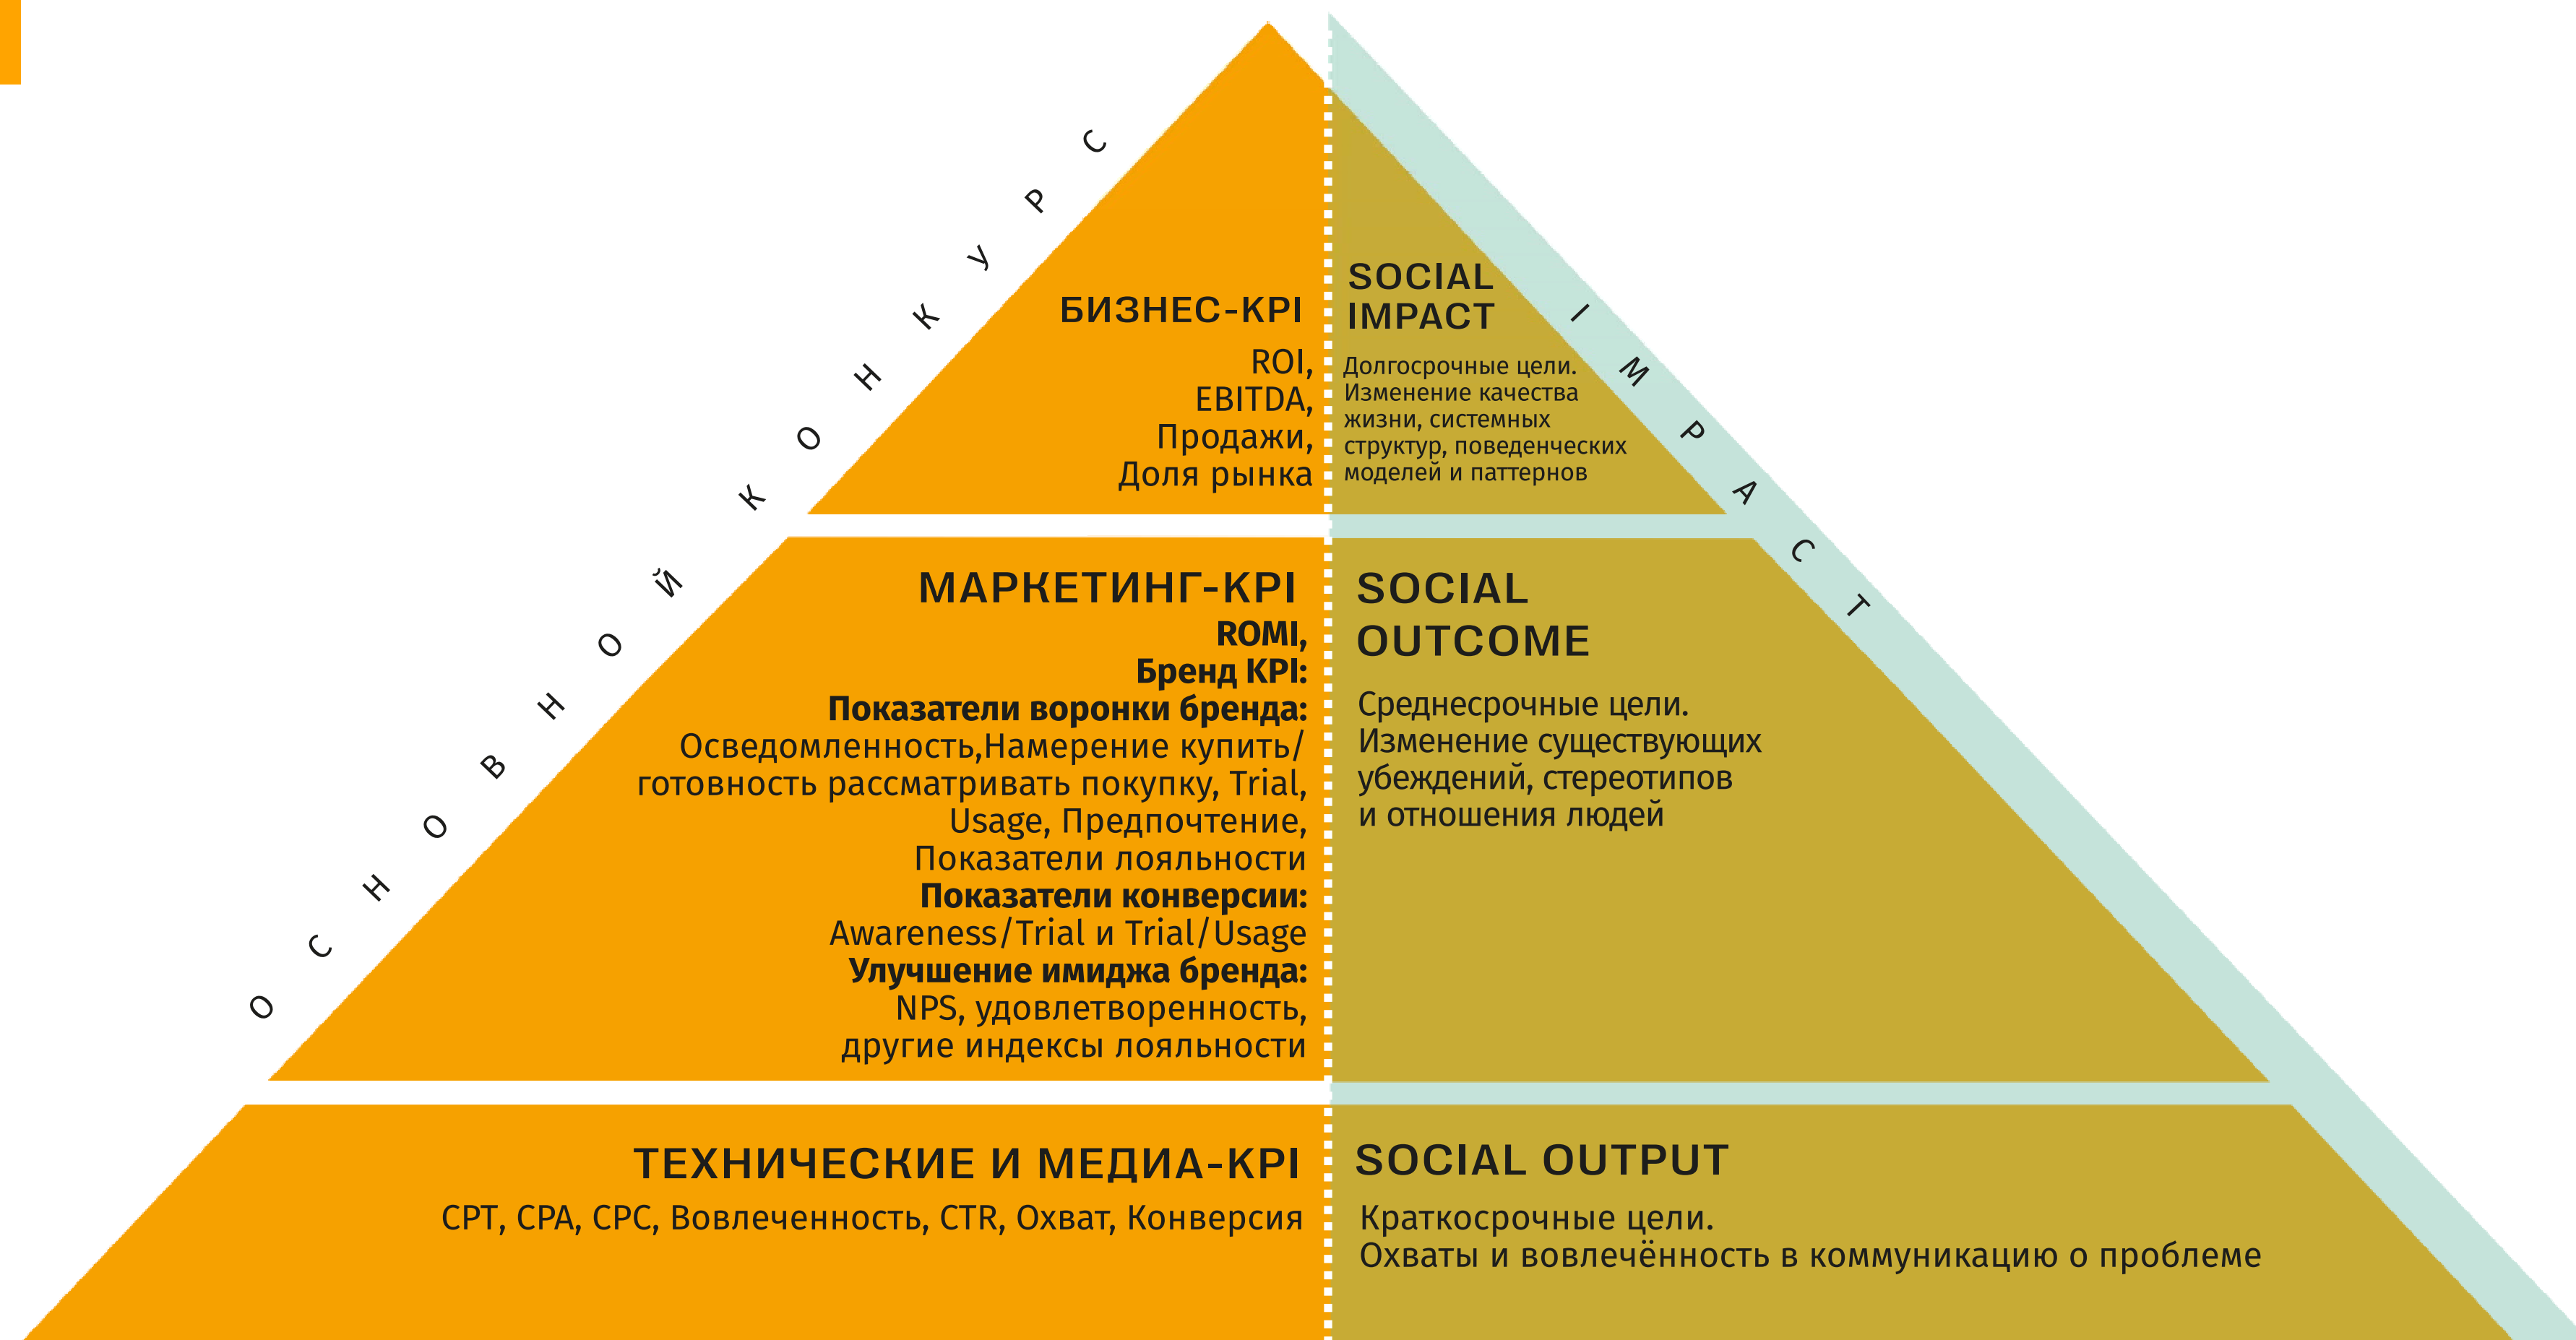 ОСНОВНОЙ КОНКУРС
БИЗНЕС-KPI
ROI,
EBITDA,
Продажи,
Доля рынка
SOCIAL
IMPACT
Долгосрочные цели.
Изменение качества
жизни, системных
структур, поведенческих
моделей и паттернов
IMPACT
МАРКЕТИНГ-KPI
ROMI,
Бренд KPI:
Показатели воронки бренда:
Осведомленность,Намерение купить/
готовность рассматривать покупку, Trial,
Usage, Предпочтение,
Показатели лояльности
Показатели конверсии:
Awareness/Trial и Trial/Usage
Улучшение имиджа бренда:
NPS, удовлетворенность,
другие индексы лояльности
SOCIAL
OUTCOME
Среднесрочные цели.
Изменение существующих
убеждений, стереотипов
и отношения людей
ТЕХНИЧЕСКИЕ И МЕДИА-KPI
CPT, CPA, CPC, Вовлеченность, CTR, Охват, Конверсия
SOCIAL OUTPUT
Краткосрочные цели.
Охваты и вовлечённость в коммуникацию о проблеме